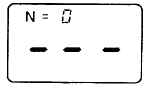 N = 0
- - -